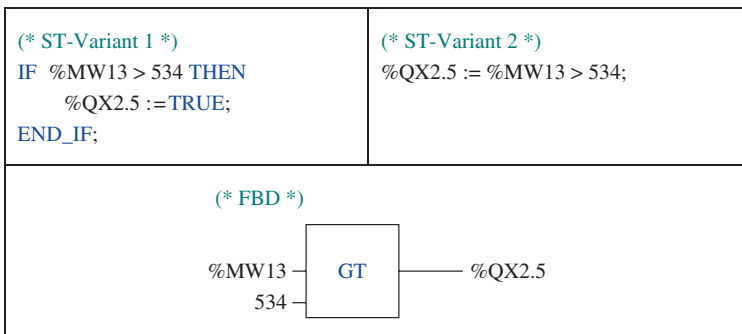 (* ST-Variant 1 *)
IF %MW13 > 534 THEN
%QX2.5 :=TRUE;
END_IF;
(* ST-Variant 2 *)
%QX2.5 := %MW13 > 534;
(* FBD *)
%MW13 GT %QX2.5
534